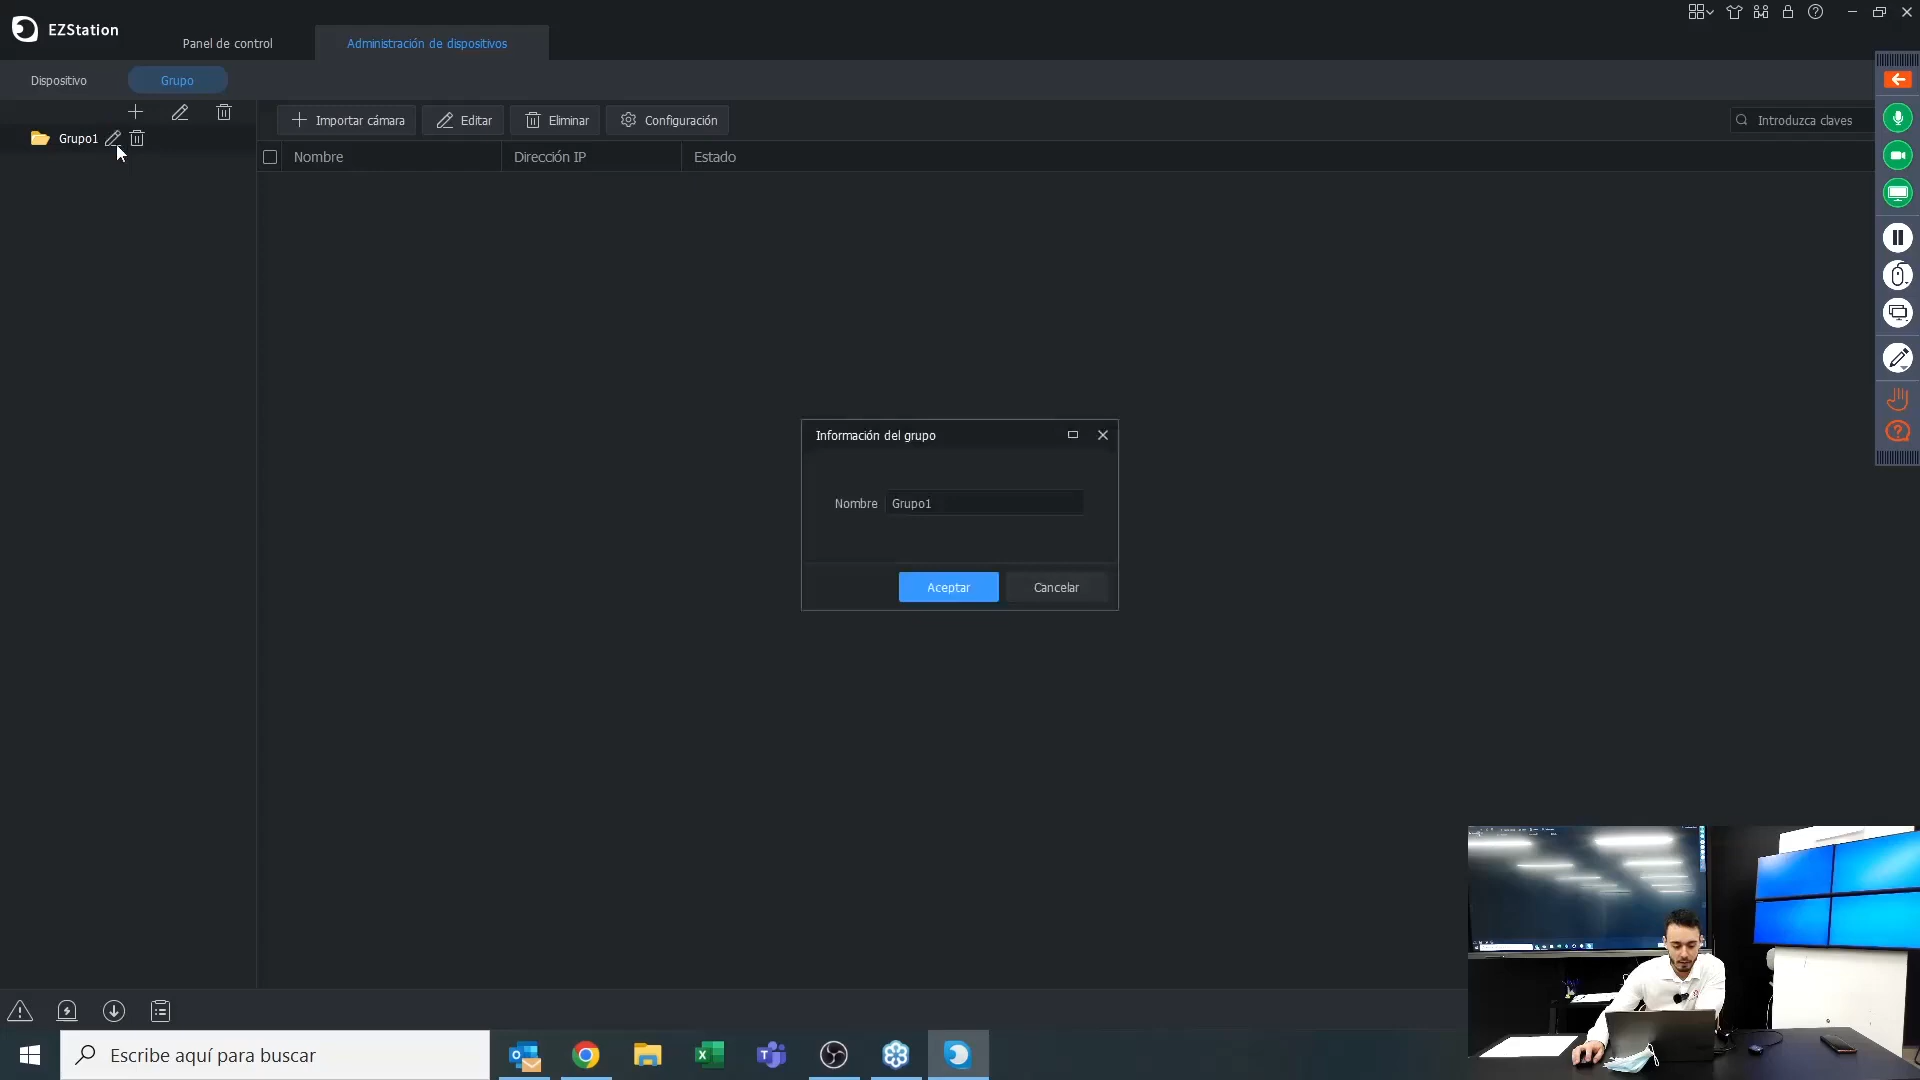 EZStation
Panel de control
Administración de dispositivos
Dispositivo
Grupo
Importar cámara
Editar
Eliminar
Configuración
Introduzca claves
Grupo1
Nombre
Dirección IP
Estado
Información del grupo
Nombre
Grupo1
Aceptar
Cancelar
Escribe aquí para buscar